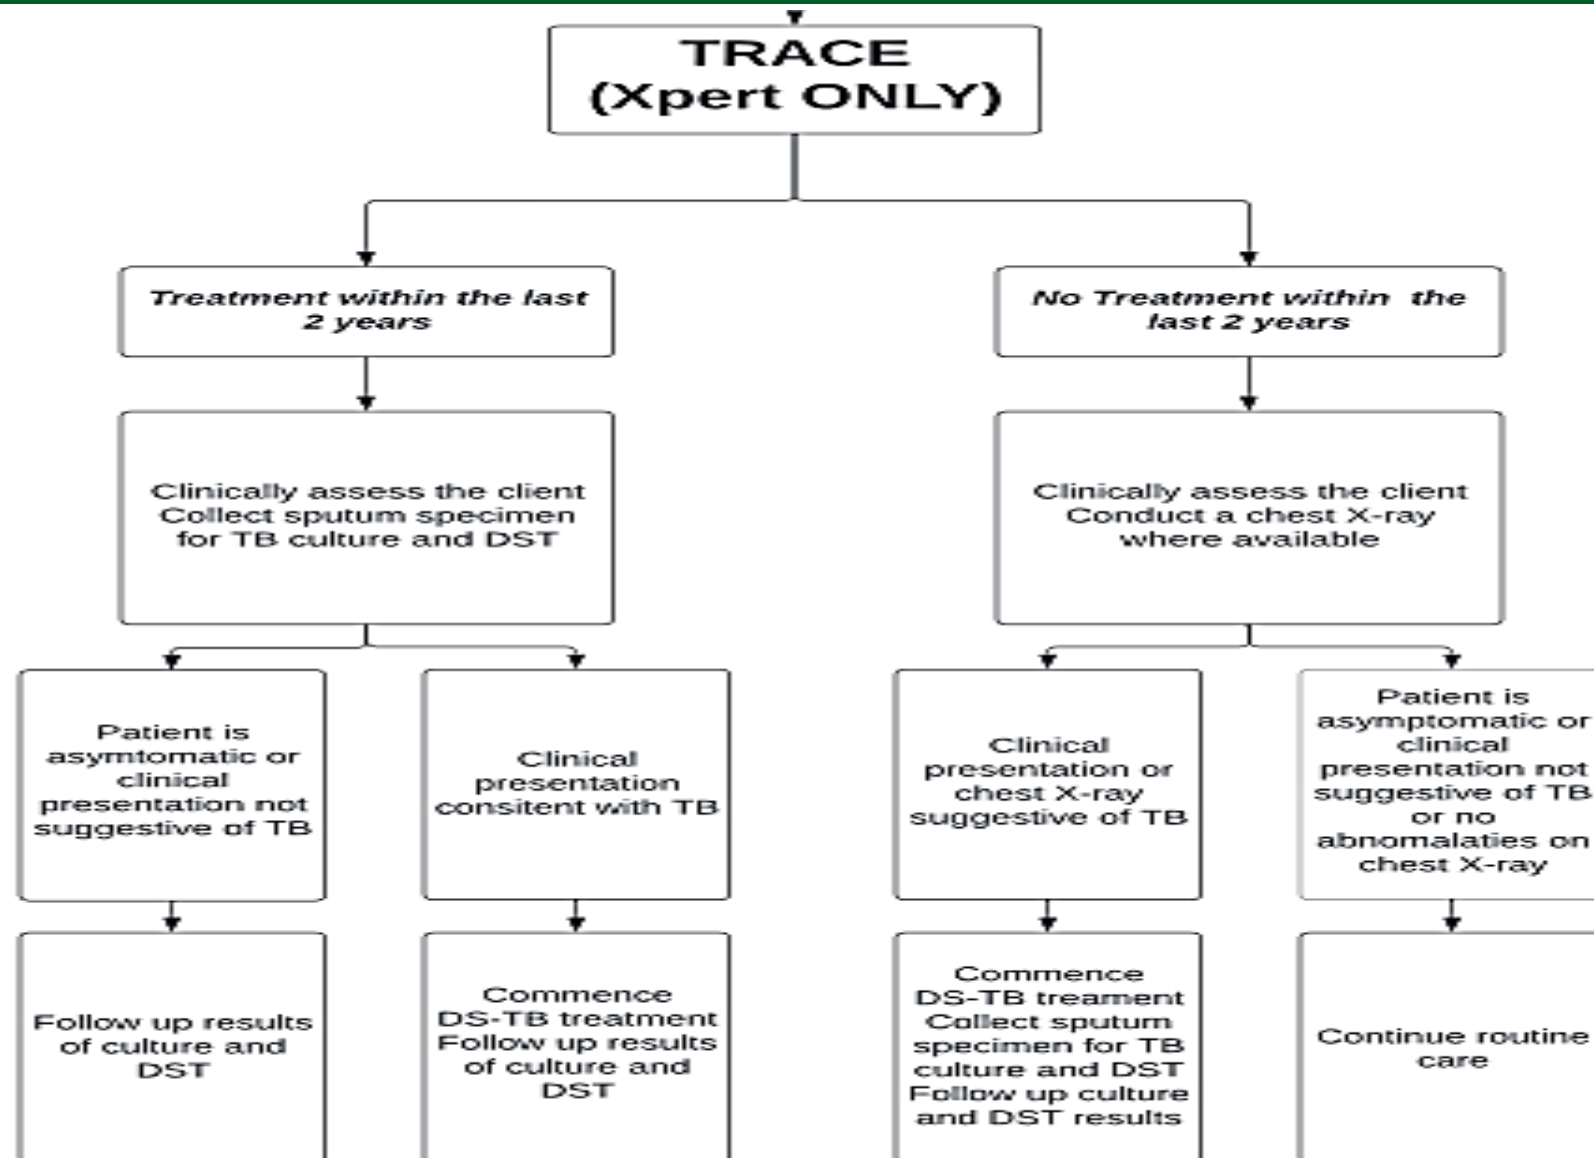 TRACE
(Xpert ONLY)
Treatment within the last
2 years
No Treatment within the
last 2 years
Clinically assess the client
Collect sputum specimen
for TB culture and DST
Clinically assess the client
Conduct a chest X-ray
where available
Patient is
asymtomatic or
clinical
presentation not
suggestive of TB
Clinical
presentation
consitent with TB
Clinical
presentation or
chest X-ray
suggestive of TB
Patient is
asymptomatic or
clinical
presentation not
suggestive of TB
or no
abnomalaties on
chest X-ray
Follow up results
of culture and
DST
Commence
DS-TB treatment
Follow up results
of culture and
DST
Commence
DS-TB treament
Collect sputum
specimen for TB
culture and DST
Follow up culture
and DST results
Continue routine
care